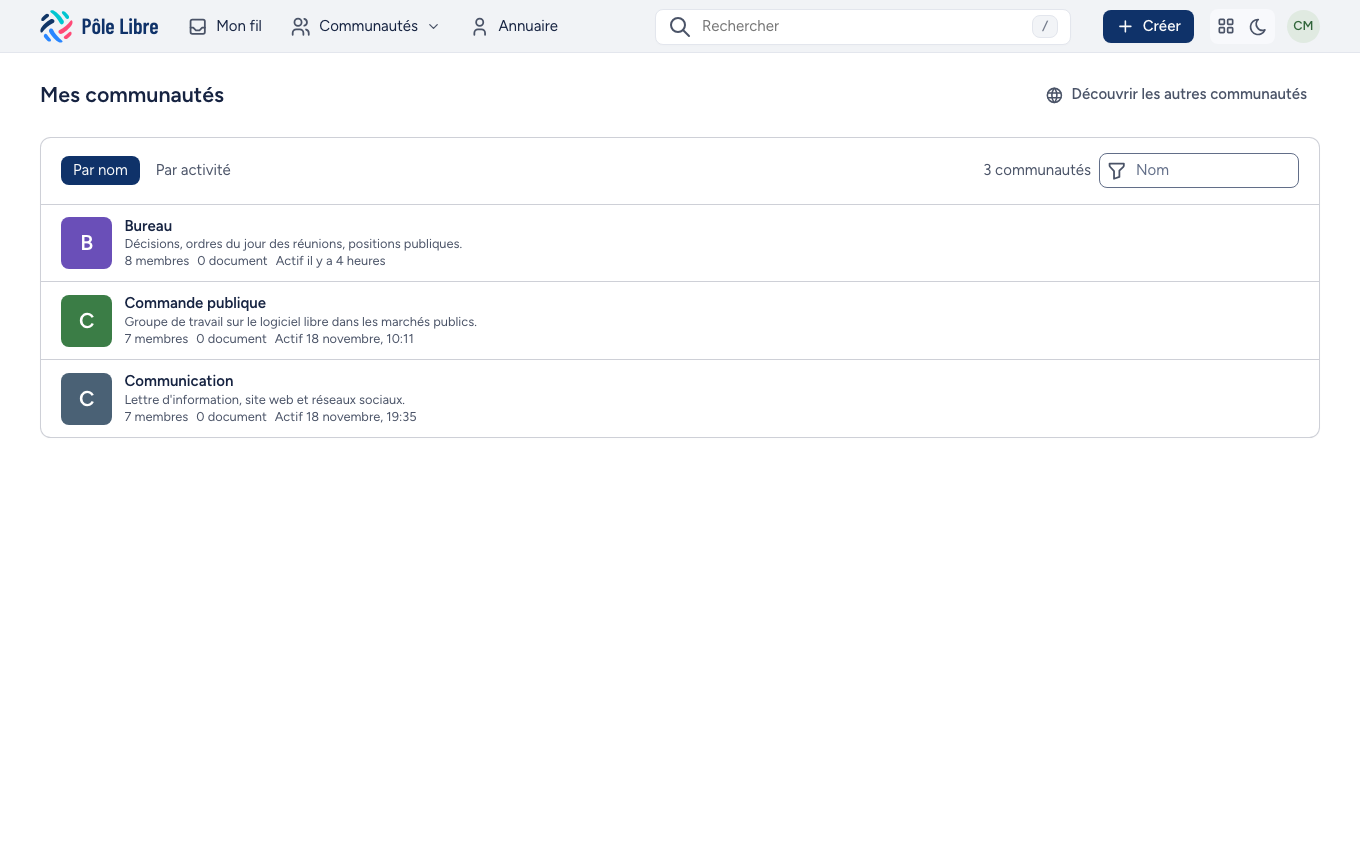 Pôle Libre
Mon fil
Communautés
Annuaire
Rechercher
/
Créer
CM
Mes communautés
Découvrir les autres communautés
Par nom
Par activité
3 communautés
Nom
B
Bureau
Décisions, ordres du jour des réunions, positions publiques.
8 membres 0 document Actif il y a 4 heures
C
Commande publique
Groupe de travail sur le logiciel libre dans les marchés publics.
7 membres 0 document Actif 18 novembre, 10:11
C
Communication
Lettre d'information, site web et réseaux sociaux.
7 membres 0 document Actif 18 novembre, 19:35